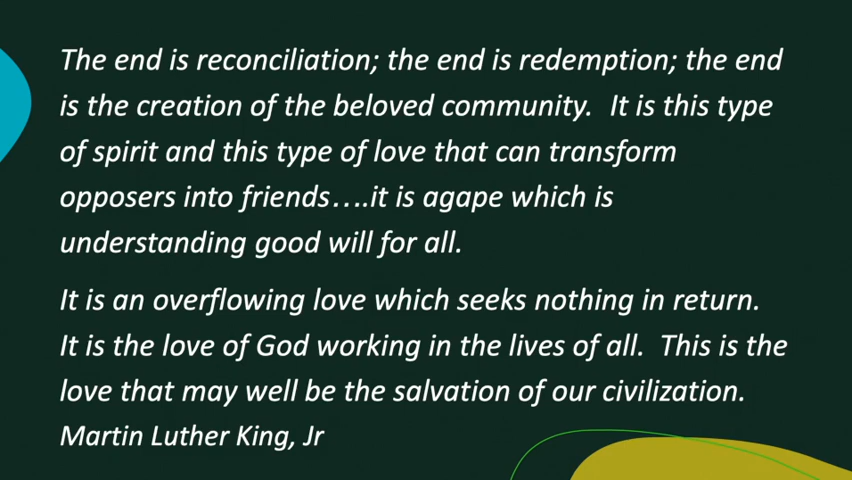 The end is reconciliation; the end is redemption; the end
is the creation of the beloved community.  It is this type
of spirit and this type of love that can transform
opposers into friends….it is agape which is
understanding good will for all.
It is an overflowing love which seeks nothing in return.
It is the love of God working in the lives of all.  This is the
love that may well be the salvation of our civilization.
Martin Luther King, Jr